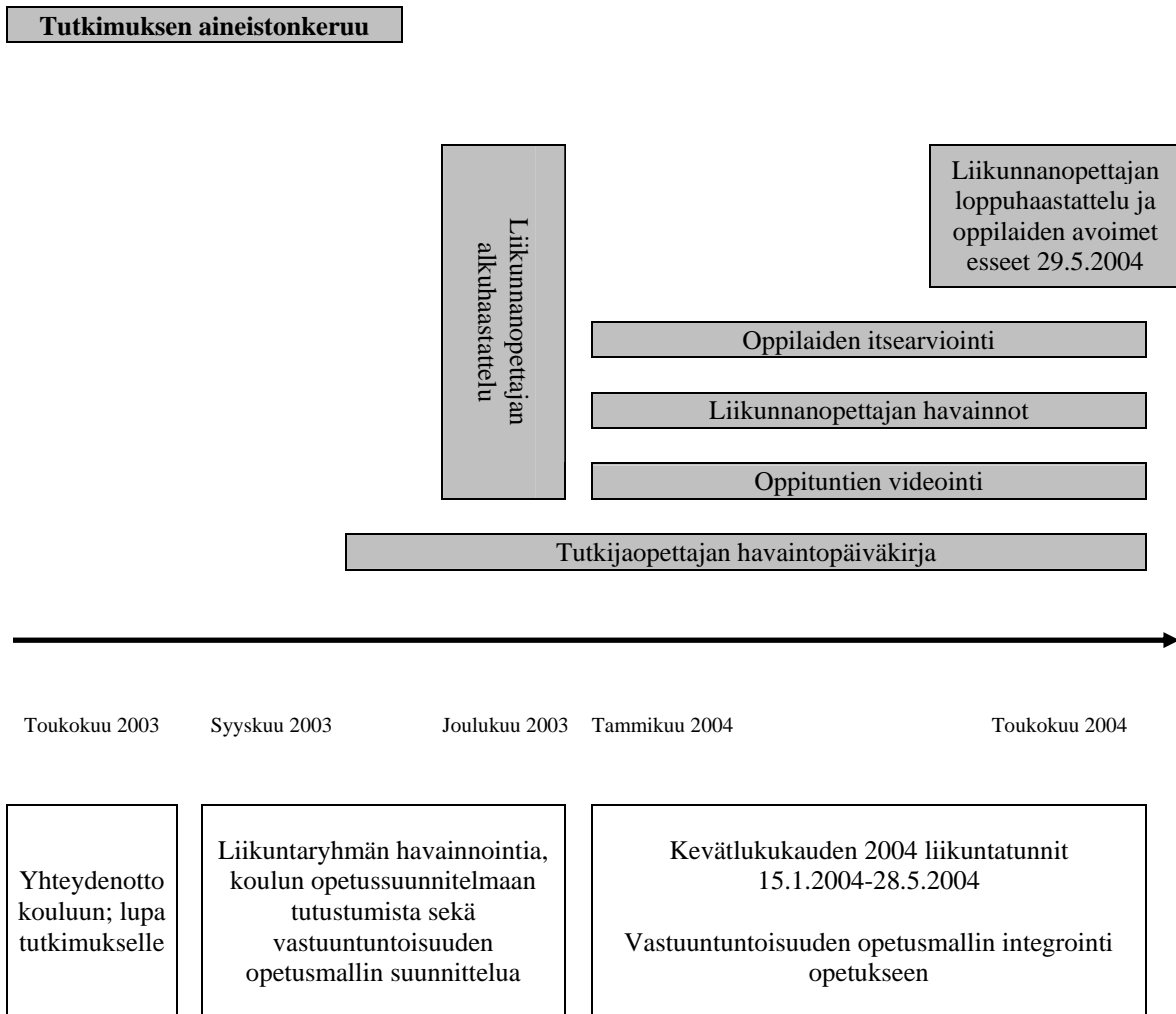 Tutkimuksen aineistonkeruu
Liikunnanopettajan
alkuhaastattelu
Liikunnanopettajan
loppuhaastattelu ja
oppilaiden avoimet
esseet 29.5.2004
Oppilaiden itsearviointi
Liikunnanopettajan havainnot
Oppituntien videointi
Tutkijaopettajan havaintopäiväkirja
Toukokuu 2003
Syyskuu 2003
Joulukuu 2003
Tammikuu 2004
Toukokuu 2004
Yhteydenotto
kouluun; lupa
tutkimukselle
Liikuntaryhmän havainnointia,
koulun opetussuunnitelmaan
tutustumista sekä
vastuuntuntoisuuden
opetusmallin suunnittelua
Kevätlukukauden 2004 liikuntatunnit
15.1.2004-28.5.2004
Vastuuntuntoisuuden opetusmallin integrointi
opetukseen